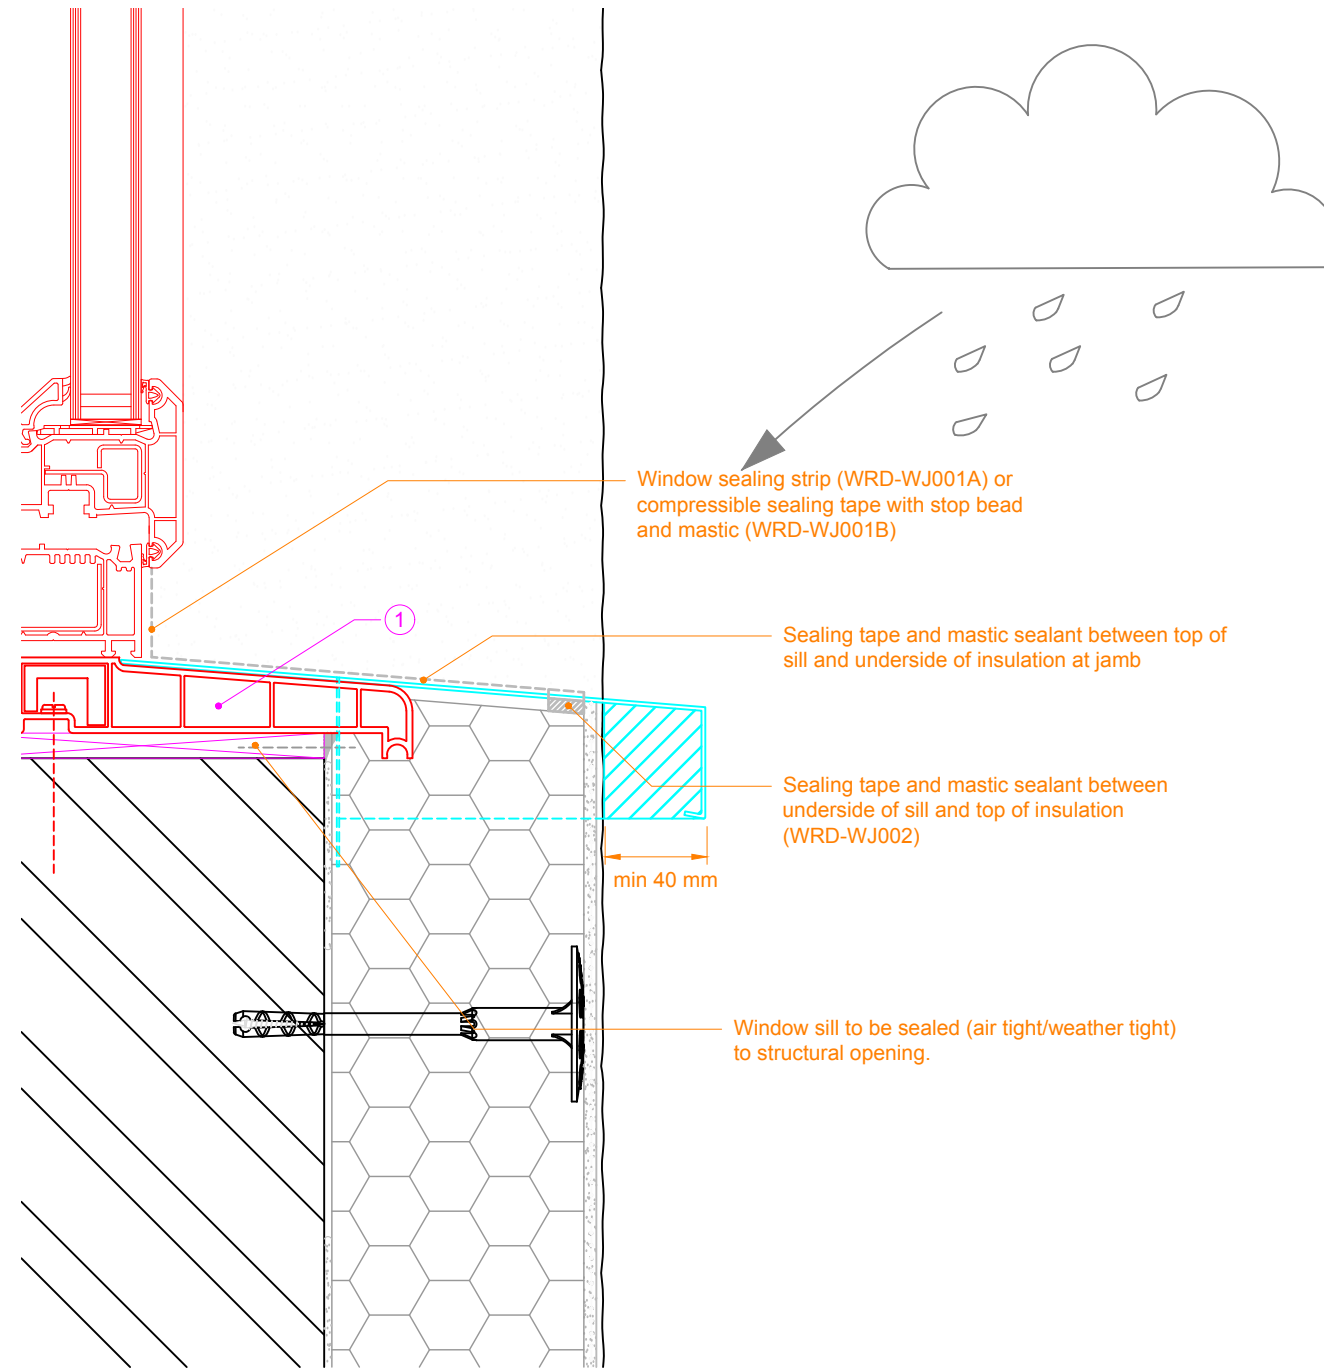 Window sealing strip (WRD-WJ001A) or
compressible sealing tape with stop bead
and mastic (WRD-WJ001B)
1
Sealing tape and mastic sealant between top of
sill and underside of insulation at jamb
Sealing tape and mastic sealant between
underside of sill and top of insulation
(WRD-WJ002)
min 40 mm
Window sill to be sealed (air tight/weather tight)
to structural opening.